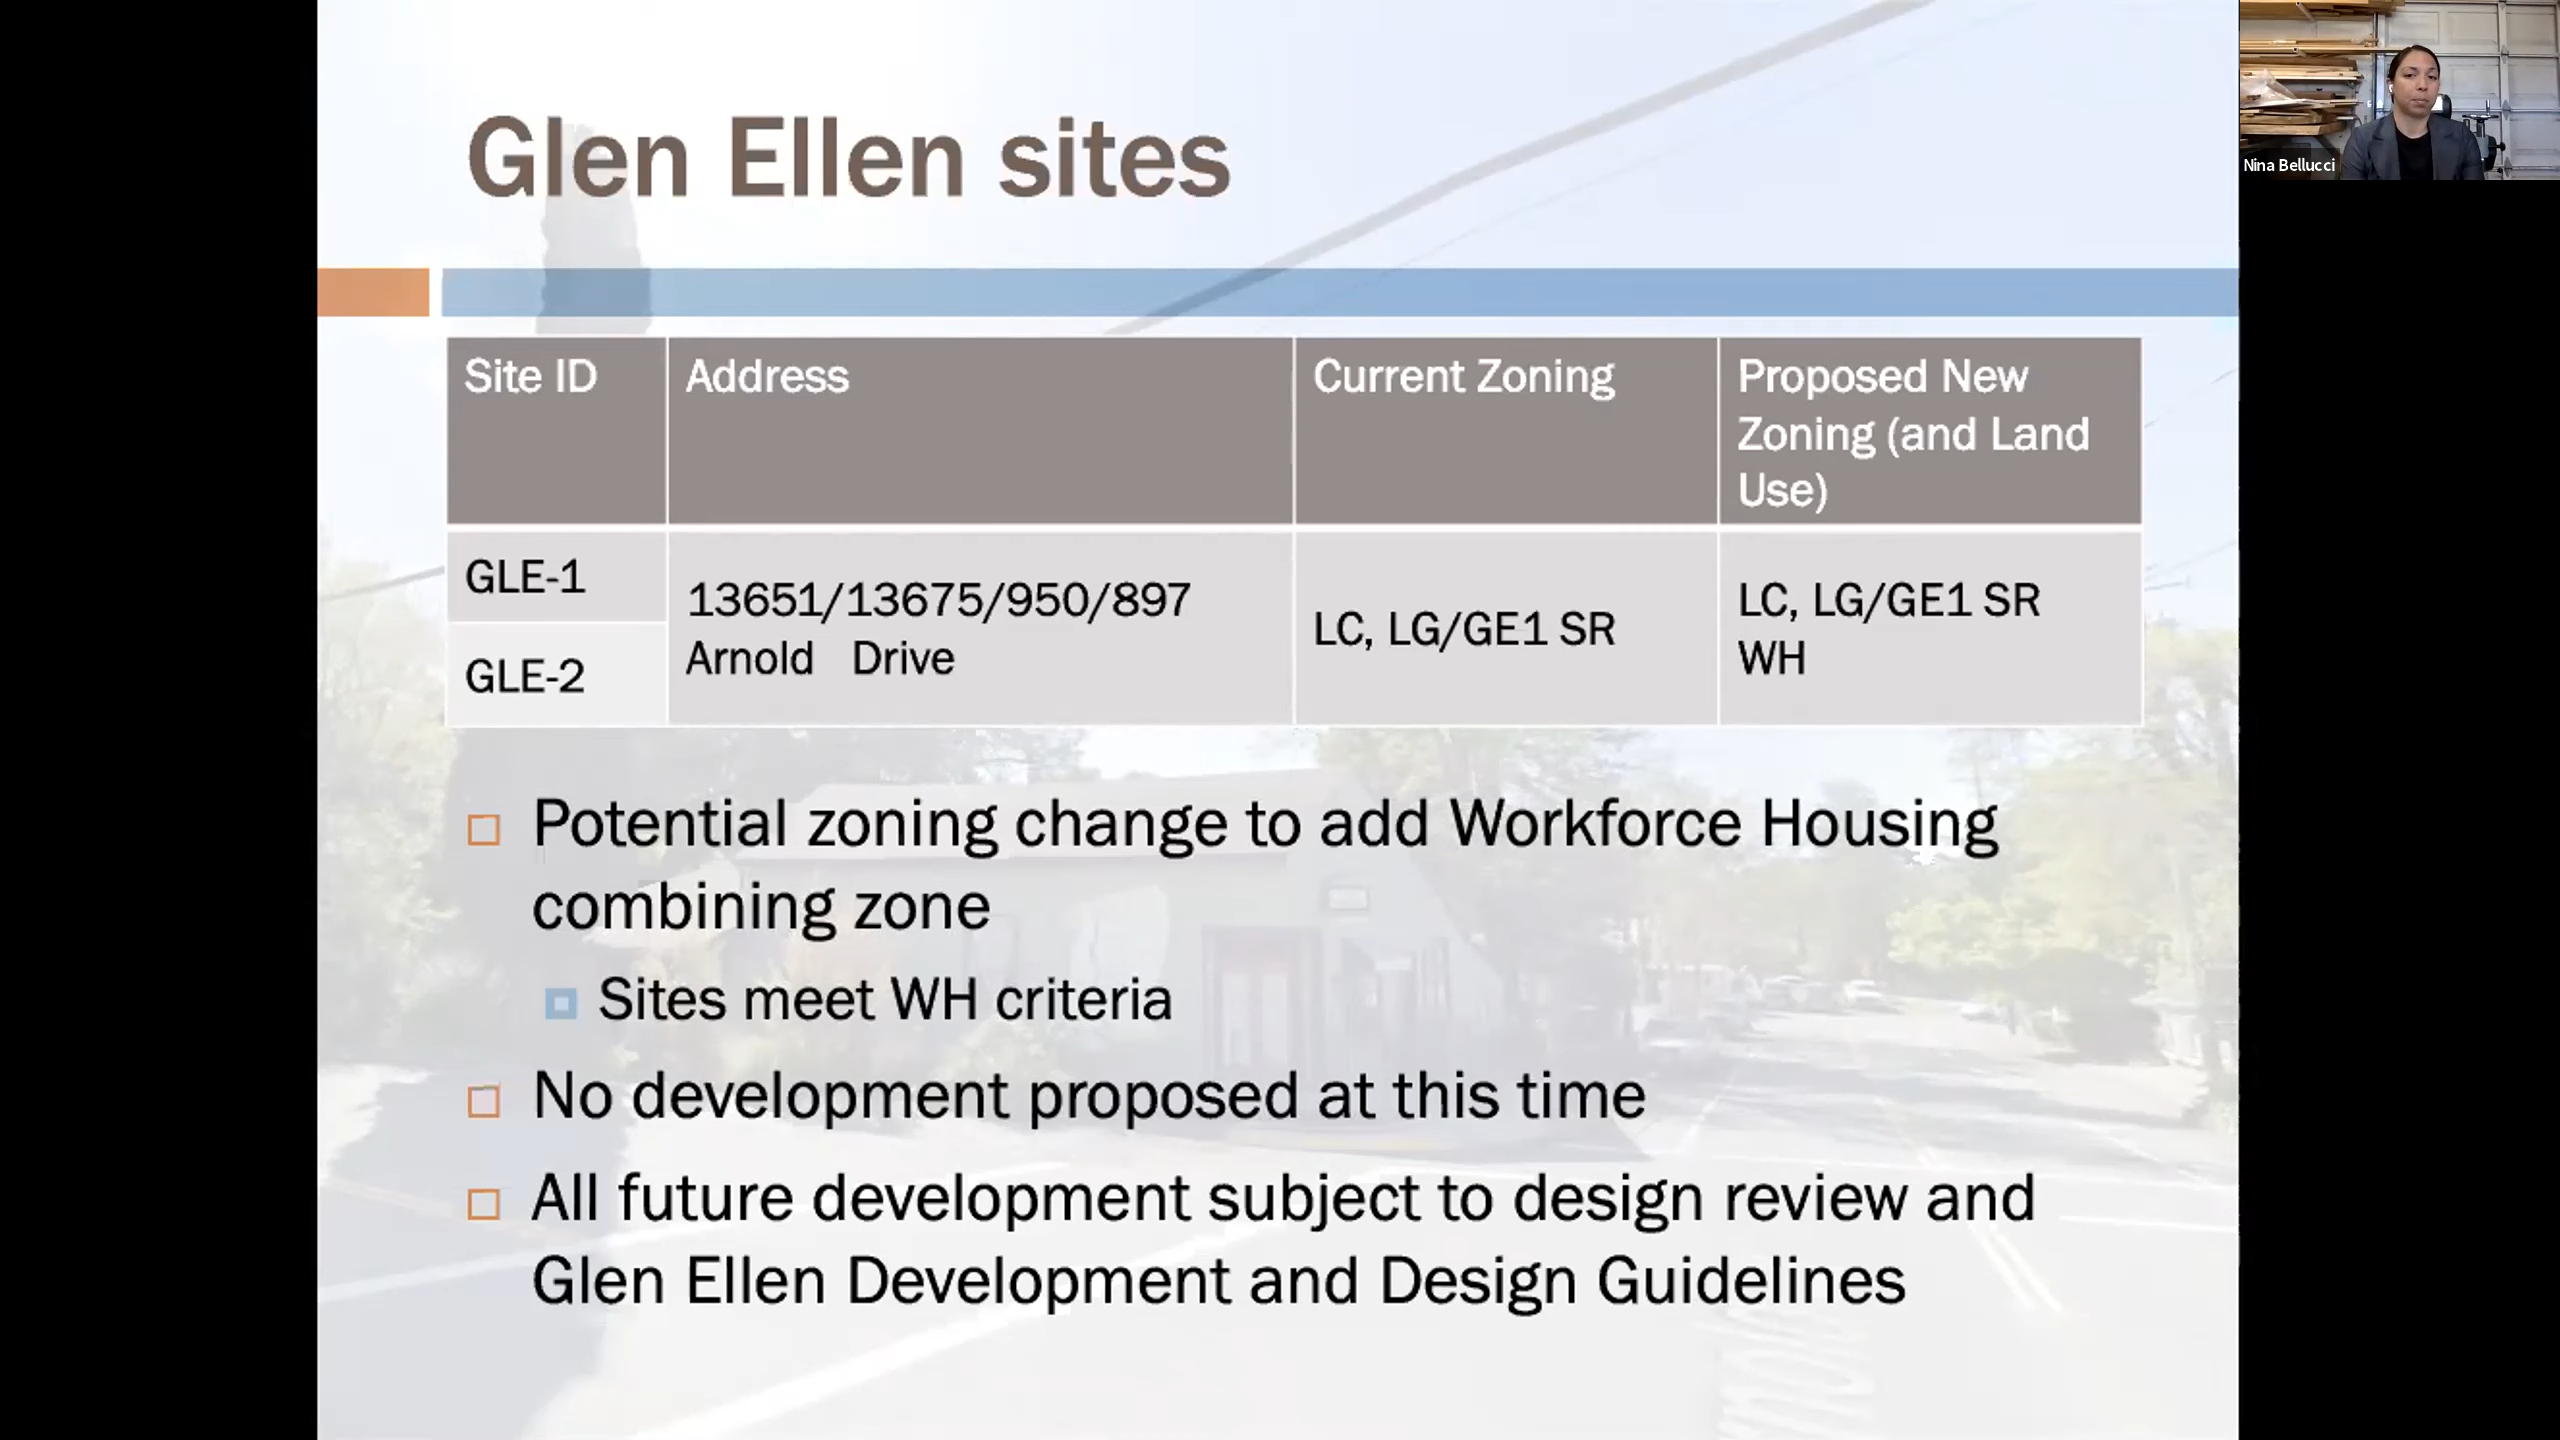 Glen Ellen sites
Nina Bellucci
Site ID
Address
Current Zoning
Proposed New
Zoning (and Land
Use)
GLE-1
GLE-2
13651/13675/950/897
Arnold Drive
LC, LG/GE1 SR
LC, LG/GE1 SR
WH
Potential zoning change to add Workforce Housing
combining zone
Sites meet WH criteria
No development proposed at this time
All future development subject to design review and
Glen Ellen Development and Design Guidelines